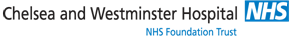 Chelsea and Westminster Hospital NHS
NHS Foundation Trust